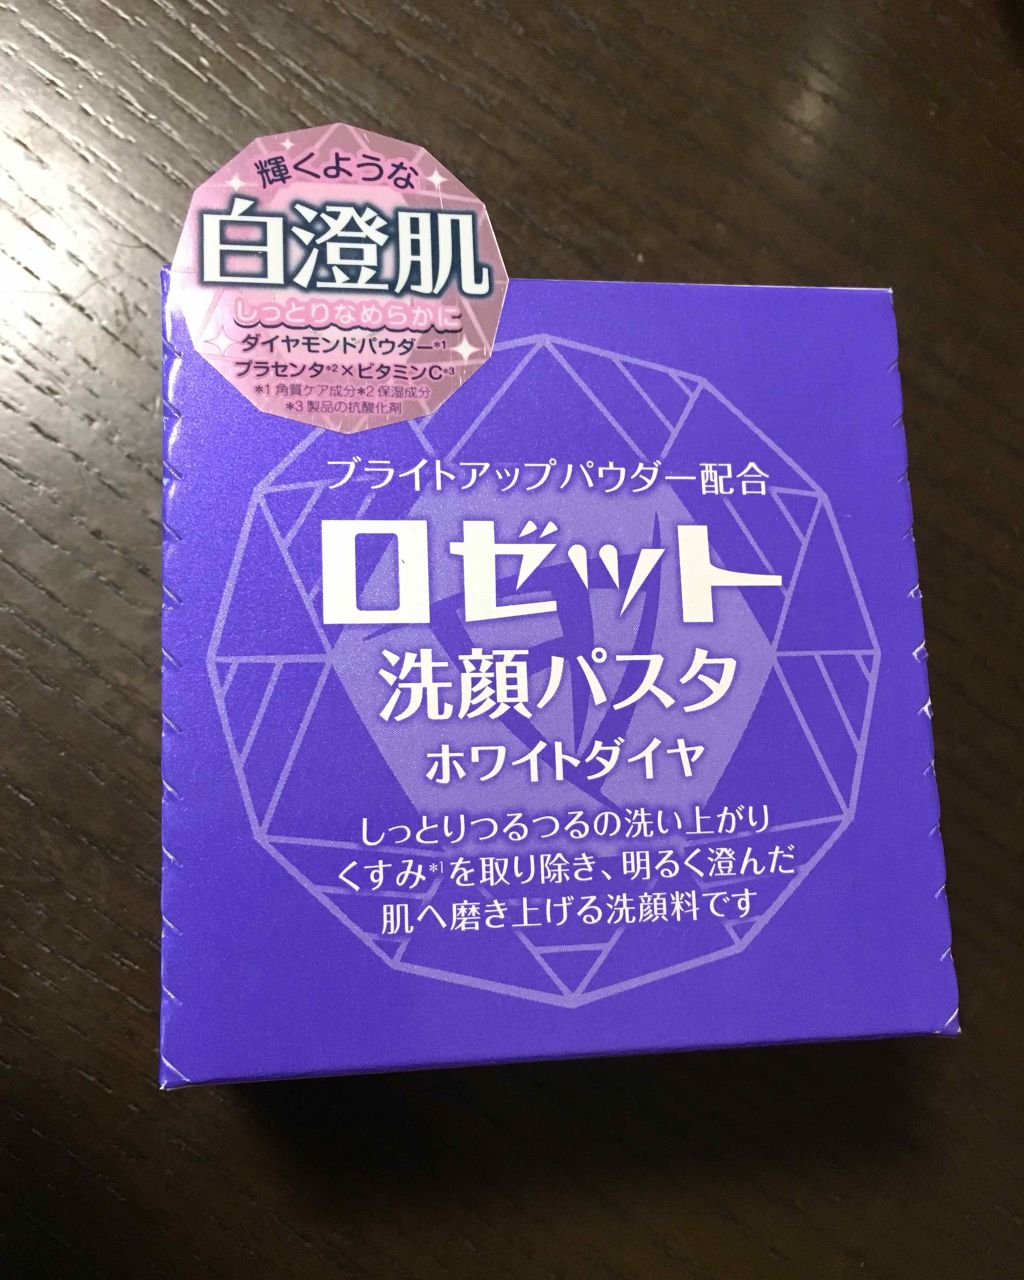 輝くような
白澄肌
しっとりなめらかに
ダイヤモンドパウダー*1
プラセンタ*2×ビタミンC*3
*1 角質ケア成分*2 保湿成分
*3 製品の抗酸化剤
ブライトアップパウダー配合
ロゼット
洗顔パスタ
ホワイトダイヤ
しっとりつるつるの洗い上がり
くすみ*1を取り除き、明るく澄んだ
肌へ磨き上げる洗顔料です